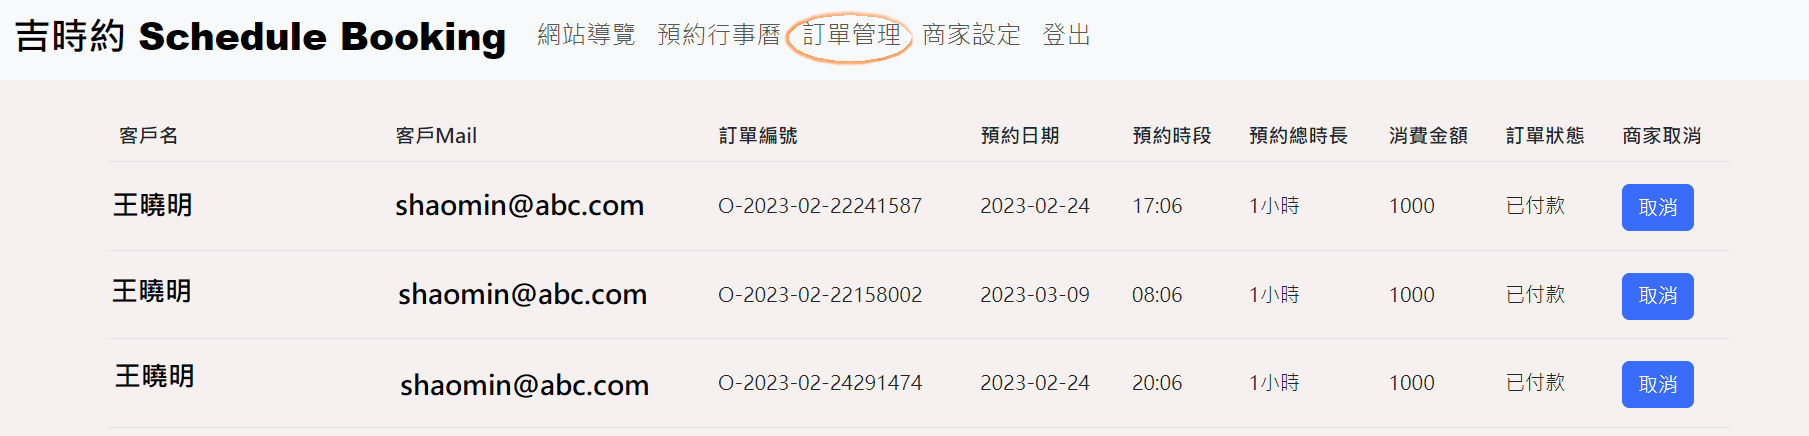 吉時約 Schedule Booking 網站導覽 預約行事曆 訂單管理 商家設定 登出
客戶名 客戶Mail 訂單編號 預約日期 預約時段 預約總時長 消費金額 訂單狀態 商家取消
王曉明 shaomin@abc.com O-2023-02-22241587 2023-02-24 17:06 1小時 1000 已付款 取消
王曉明 shaomin@abc.com O-2023-02-22158002 2023-03-09 08:06 1小時 1000 已付款 取消
王曉明 shaomin@abc.com O-2023-02-24291474 2023-02-24 20:06 1小時 1000 已付款 取消